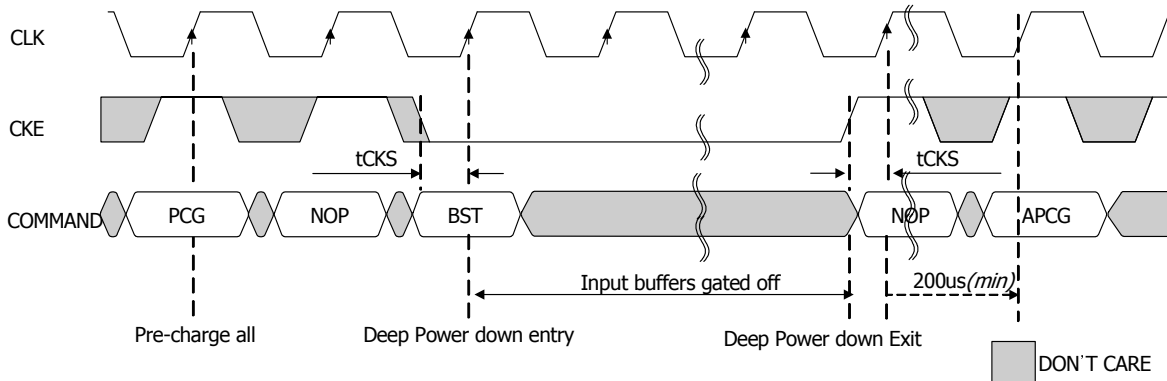 CLK
CKE
tCKS
tCKS
COMMAND
PCG
NOP
BST
NOP
APCG
Input buffers gated off
200us(min)
Pre-charge all
Deep Power down entry
Deep Power down Exit
DON'T CARE